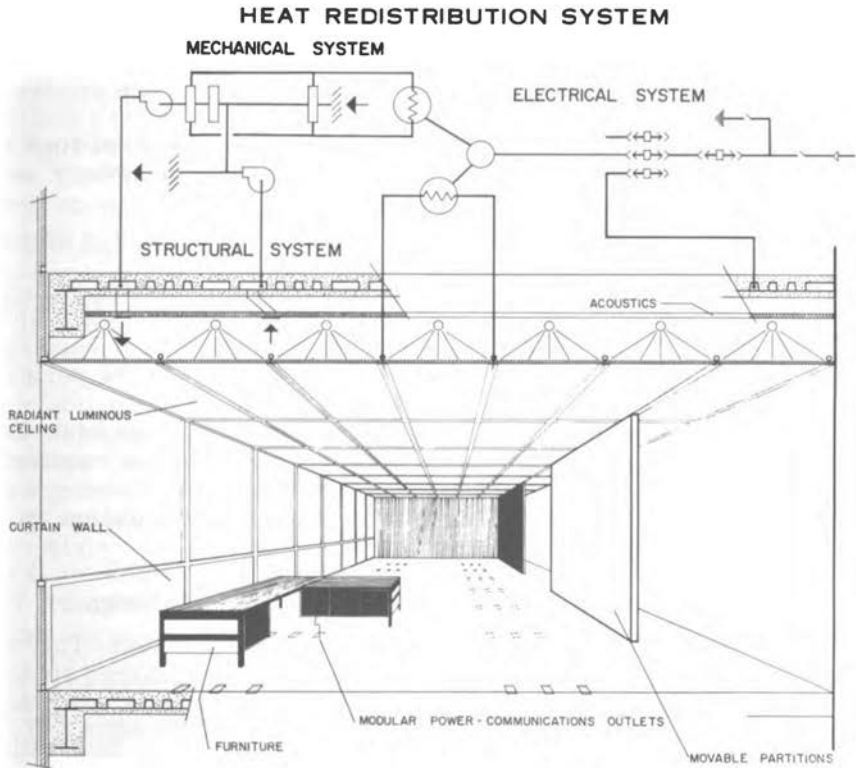 HEAT REDISTRIBUTION SYSTEM
MECHANICAL SYSTEM
ELECTRICAL SYSTEM
STRUCTURAL SYSTEM
ACOUSTICS
RADIANT LUMINOUS
CEILING
CURTAIN WALL
MODULAR POWER - COMMUNICATIONS OUTLETS
FURNITURE
MOVABLE PARTITIONS